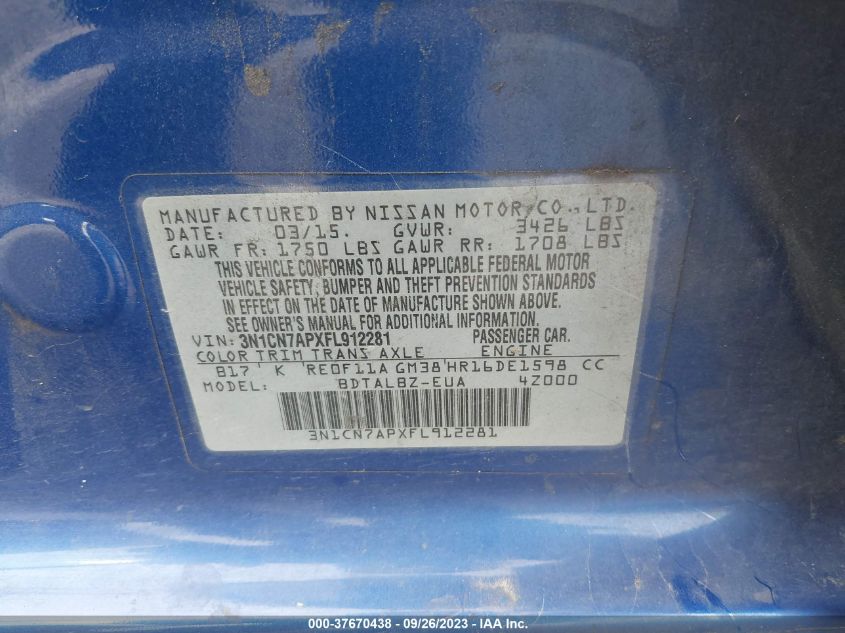 MANUFACTURED BY NISSAN MOTOR CO., LTD.
DATE: 03/15. GVWR: 3426 LBS
GAWR FR: 1750 LBS GAWR RR: 1708 LBS
THIS VEHICLE CONFORMS TO ALL APPLICABLE FEDERAL MOTOR
VEHICLE SAFETY, BUMPER AND THEFT PREVENTION STANDARDS
IN EFFECT ON THE DATE OF MANUFACTURE SHOWN ABOVE.
SEE OWNER'S MANUAL FOR ADDITIONAL INFORMATION.
VIN: 3N1CN7APXFL912281 PASSENGER CAR.
COLOR TRIM TRANS AXLE ENGINE
B17 K RE0F11A GM38 HR16DE1598 CC
MODEL: BDTALBZ-EUA 4Z000
3N1CN7APXFL912281
000-37670438 - 09/26/2023 - IAAI.COM